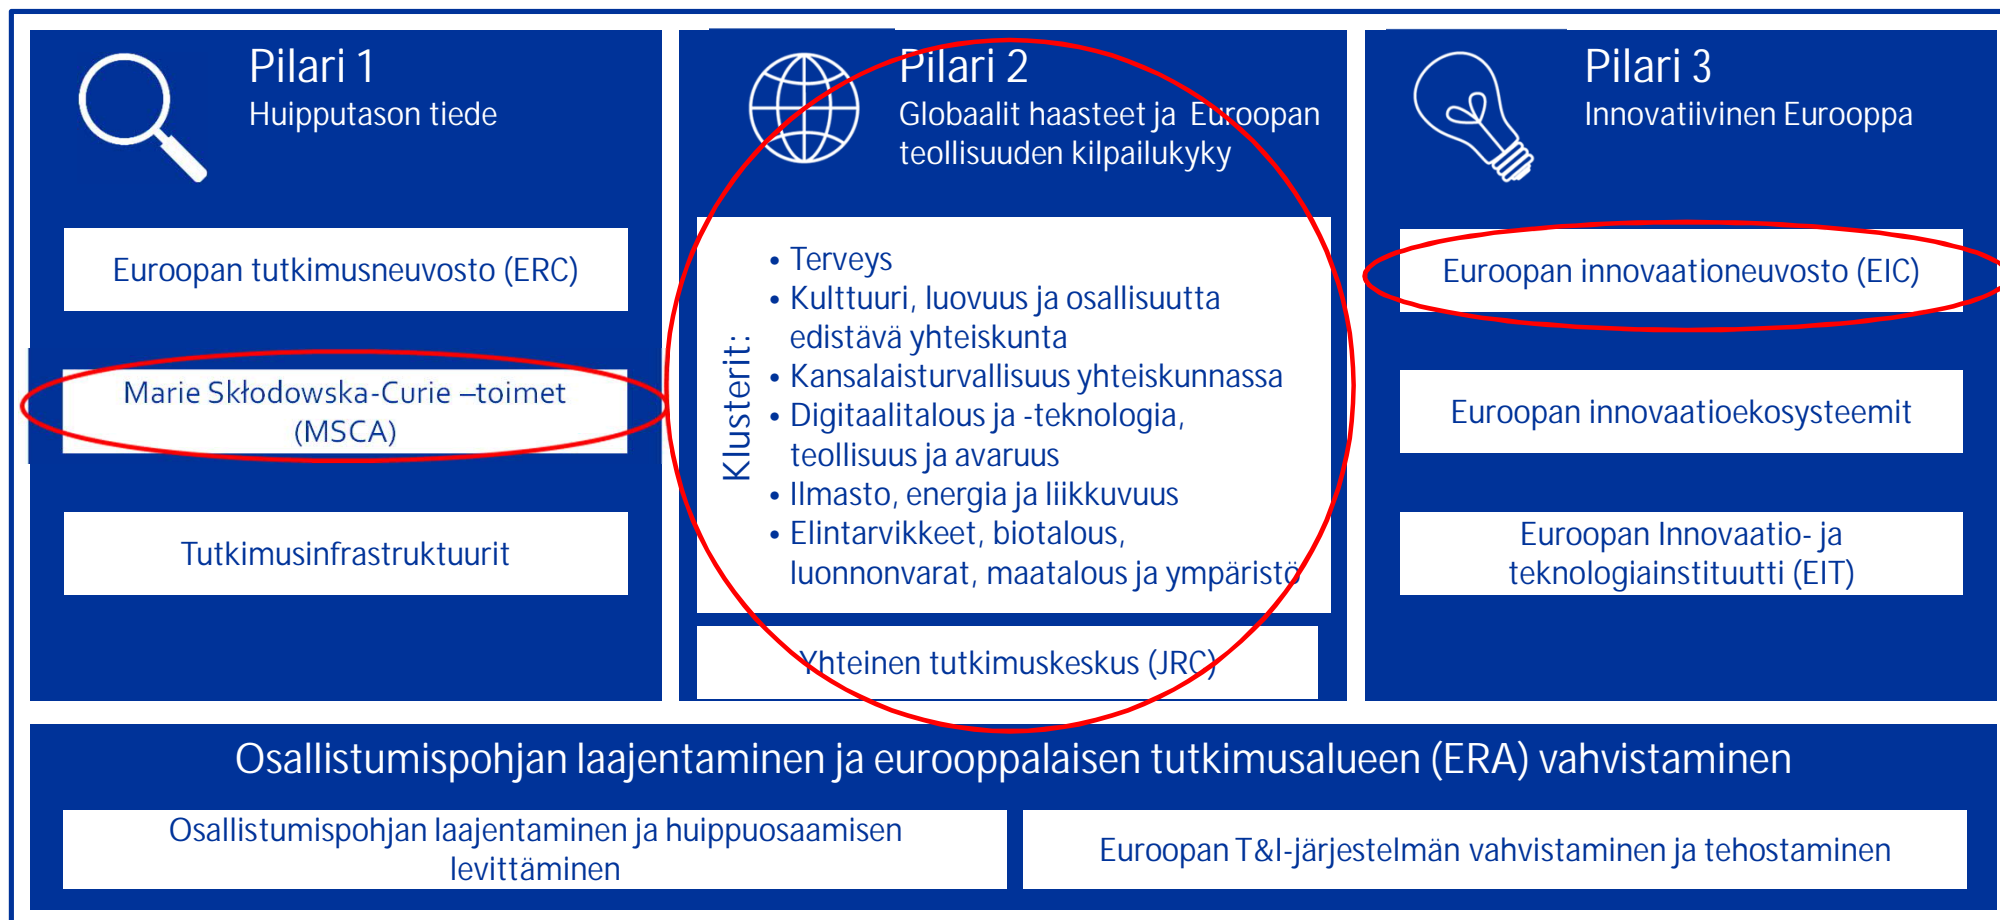 Pilari 1
Huipputason tiede
Euroopan tutkimusneuvosto (ERC)
Marie Skłodowska-Curie –toimet
(MSCA)
Tutkimusinfrastruktuurit
Pilari 2
Globaalit haasteet ja Euroopan
teollisuuden kilpailukyky
Klusterit:
• Terveys
• Kulttuuri, luovuus ja osallisuutta
edistävä yhteiskunta
• Kansalaisturvallisuus yhteiskunnassa
• Digitaalitalous ja -teknologia,
teollisuus ja avaruus
• Ilmasto, energia ja liikkuvuus
• Elintarvikkeet, biotalous,
luonnonvarat, maatalous ja ympäristö
Yhteinen tutkimuskeskus (JRC)
Pilari 3
Innovatiivinen Eurooppa
Euroopan innovaationeuvosto (EIC)
Euroopan innovaatioekosysteemit
Euroopan Innovaatio- ja
teknologiainstituutti (EIT)
Osallistumispohjan laajentaminen ja eurooppalaisen tutkimusalueen (ERA) vahvistaminen
Osallistumispohjan laajentaminen ja huippuosaamisen
levittäminen
Euroopan T&I-järjestelmän vahvistaminen ja tehostaminen